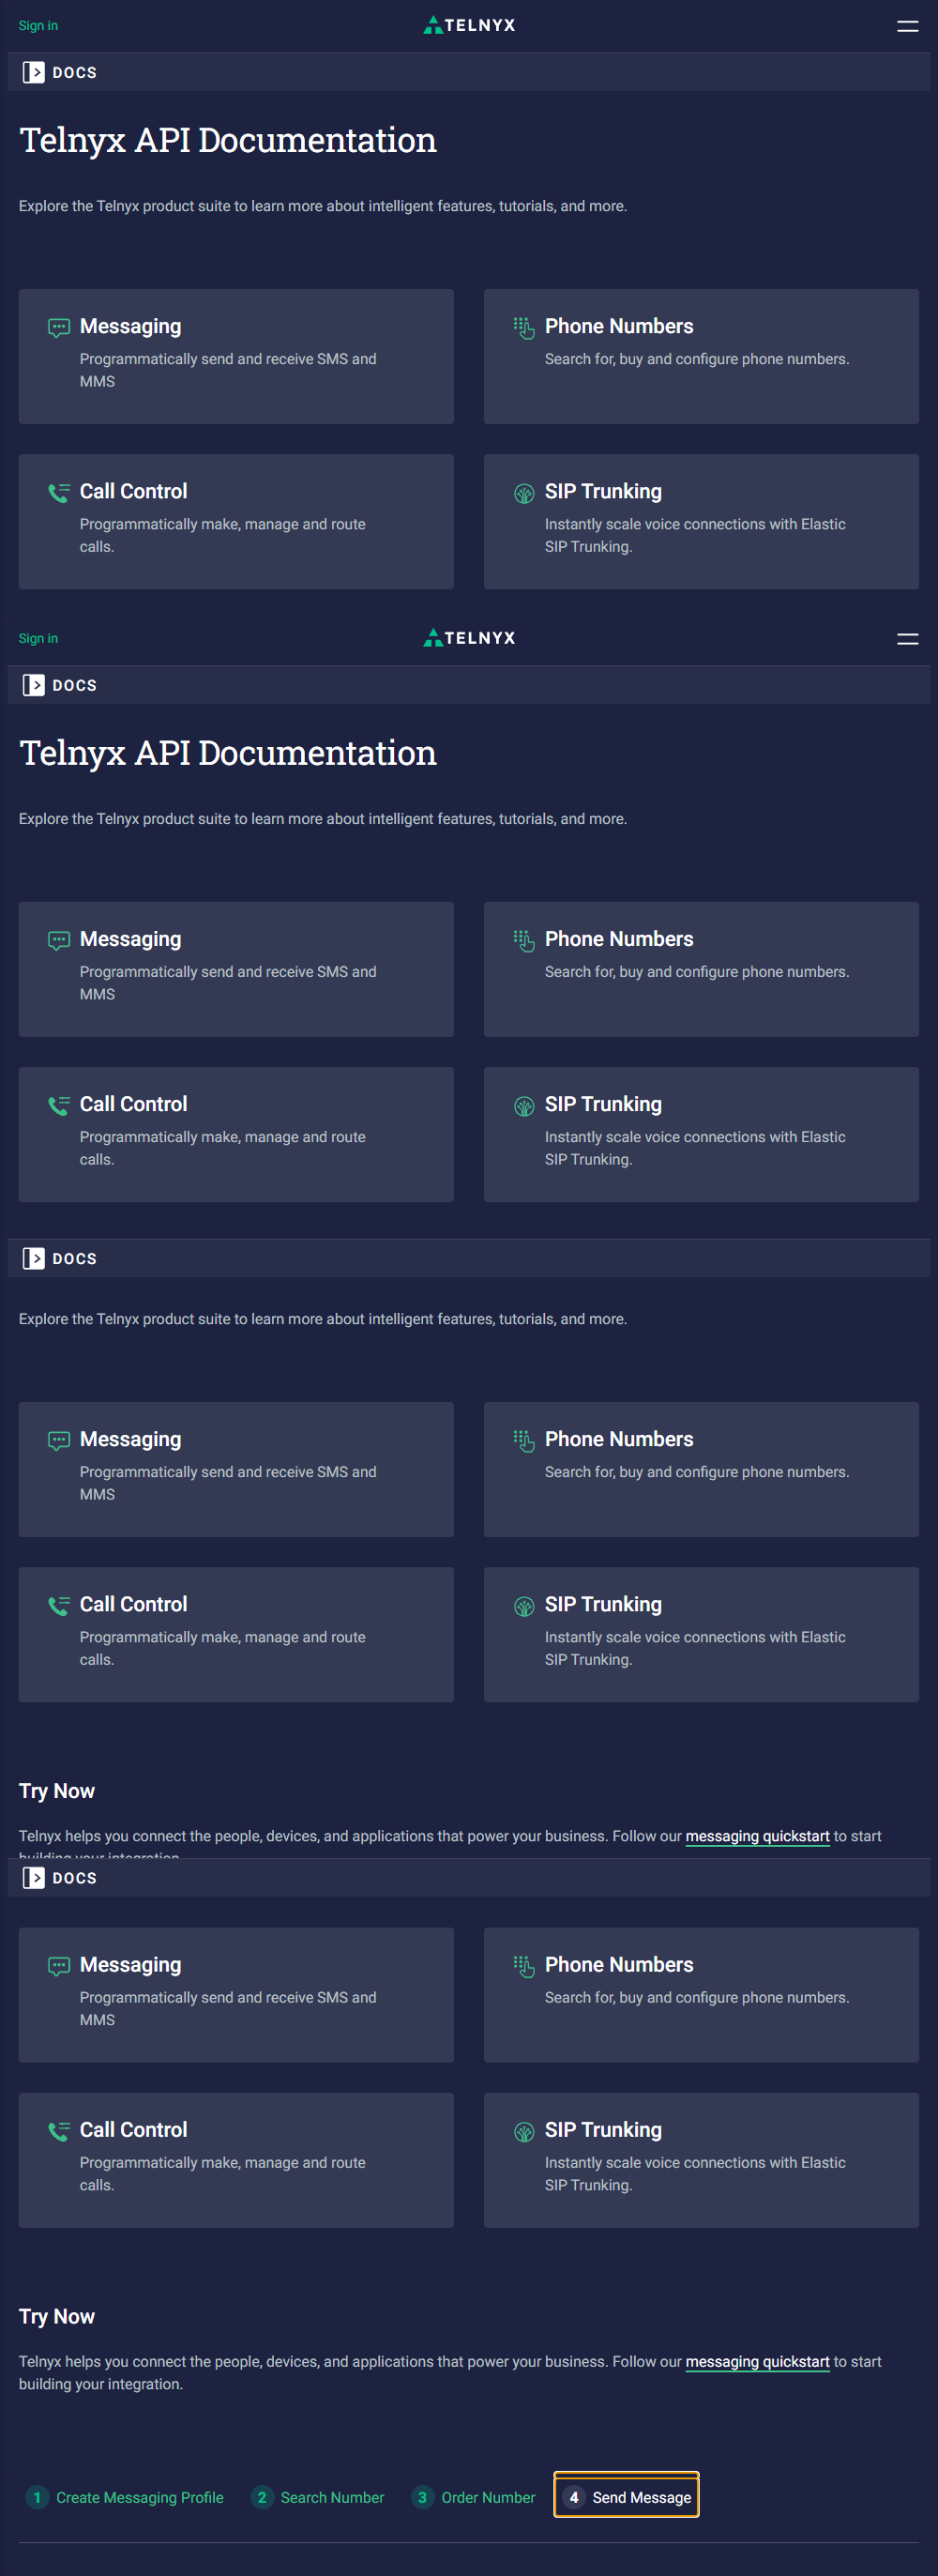 Sign in
TELNYX
DOCS
Telnyx API Documentation
Explore the Telnyx product suite to learn more about intelligent features, tutorials, and more.
Messaging
Programmatically send and receive SMS and
MMS
Phone Numbers
Search for, buy and configure phone numbers.
Call Control
Programmatically make, manage and route
calls.
SIP Trunking
Instantly scale voice connections with Elastic
SIP Trunking.
Sign in
TELNYX
DOCS
Telnyx API Documentation
Explore the Telnyx product suite to learn more about intelligent features, tutorials, and more.
Messaging
Programmatically send and receive SMS and
MMS
Phone Numbers
Search for, buy and configure phone numbers.
Call Control
Programmatically make, manage and route
calls.
SIP Trunking
Instantly scale voice connections with Elastic
SIP Trunking.
DOCS
Explore the Telnyx product suite to learn more about intelligent features, tutorials, and more.
Messaging
Programmatically send and receive SMS and
MMS
Phone Numbers
Search for, buy and configure phone numbers.
Call Control
Programmatically make, manage and route
calls.
SIP Trunking
Instantly scale voice connections with Elastic
SIP Trunking.
Try Now
Telnyx helps you connect the people, devices, and applications that power your business. Follow our messaging quickstart to start
building your integration
DOCS
Messaging
Programmatically send and receive SMS and
MMS
Phone Numbers
Search for, buy and configure phone numbers.
Call Control
Programmatically make, manage and route
calls.
SIP Trunking
Instantly scale voice connections with Elastic
SIP Trunking.
Try Now
Telnyx helps you connect the people, devices, and applications that power your business. Follow our messaging quickstart to start
building your integration.
1 Create Messaging Profile
2 Search Number
3 Order Number
4 Send Message